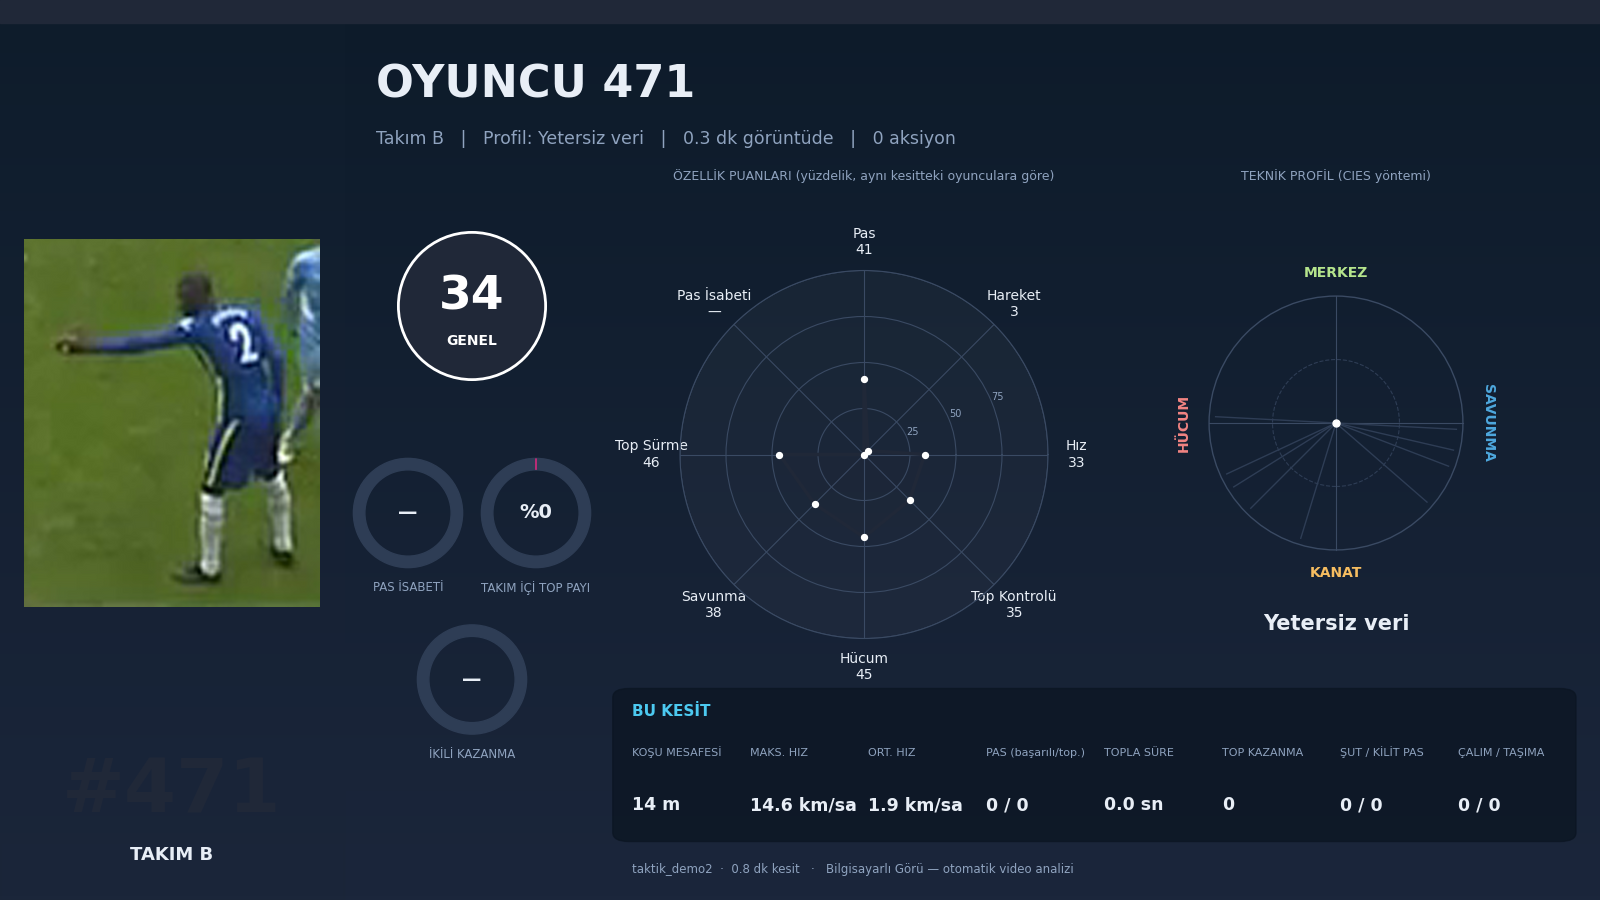 OYUNCU 471
Takım B | Profil: Yetersiz veri | 0.3 dk görüntüde | 0 aksiyon
ÖZELLİK PUANLARI (yüzdelik, aynı kesitteki oyunculara göre)
TEKNİK PROFİL (CIES yöntemi)
34
GENEL
—
PAS İSABETİ
%0
TAKIM İÇİ TOP PAYI
—
İKİLİ KAZANMA
Pas
41
Hareket
3
Hız
33
Top Kontrolü
35
Hücum
45
Savunma
38
Top Sürme
46
Pas İsabeti
—
25
50
75
MERKEZ
HÜCUM
SAVUNMA
KANAT
Yetersiz veri
2
#471
TAKIM B
BU KESİT
KOŞU MESAFESİ MAKS. HIZ ORT. HIZ PAS (başarılı/top.) TOPLA SÜRE TOP KAZANMA ŞUT / KİLİT PAS ÇALIM / TAŞIMA
14 m 14.6 km/sa 1.9 km/sa 0 / 0 0.0 sn 0 0 / 0 0 / 0
taktik_demo2 · 0.8 dk kesit · Bilgisayarlı Görü — otomatik video analizi